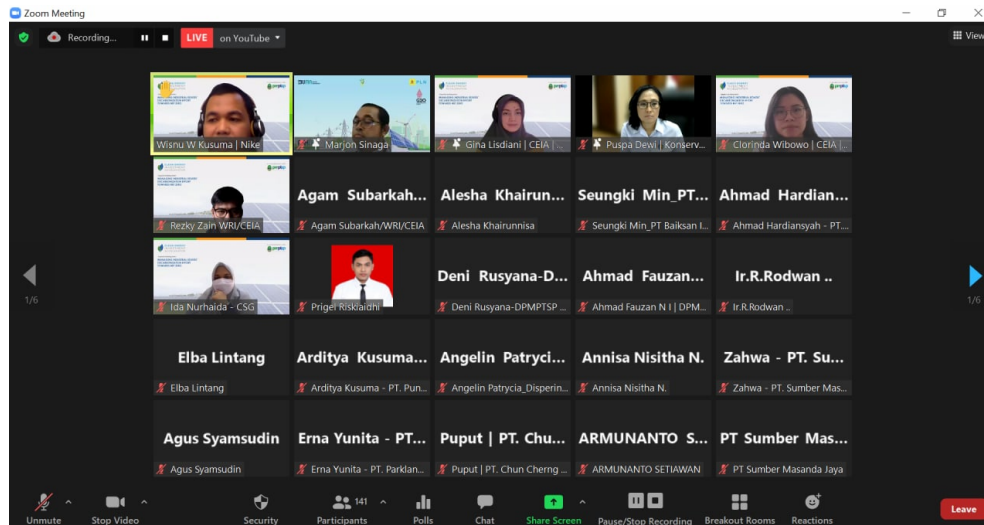 Zoom Meeting
Recording...
LIVE on YouTube
View
Wisnu W Kusuma | Nike
Marjon Sinaga
Gina Lisdiani | CEIA | ...
Puspa Dewi | Konserv...
Clorinda Wibowo | CEIA |...
Rezky Zain WRI/CEIA
Agam Subarkah...
Agam Subarkah/WRI/CEIA
Alesha Khairun...
Alesha Khairunnisa
Seungki Min_PT...
Seungki Min_PT Baiksan I...
Ahmad Hardian...
Ahmad Hardiansyah - PT....
Ida Nurhaida - CSG
Prigel Riskiaidhi
Deni Rusyana-D...
Deni Rusyana-DPMPTSP ...
Ahmad Fauzan...
Ahmad Fauzan N I | DPM...
Ir.R.Rodwan ..
Ir.R.Rodwan ..
1/6
1/6
Elba Lintang
Elba Lintang
Arditya Kusuma...
Arditya Kusuma - PT. Pun...
Angelin Patryci...
Angelin Patrycia_Disperin...
Annisa Nisitha N.
Annisa Nisitha N.
Zahwa - PT. Su...
Zahwa - PT. Sumber Mas...
Agus Syamsudin
Agus Syamsudin
Erna Yunita - PT...
Erna Yunita - PT. Parklan...
Puput | PT. Chu...
Puput | PT. Chun Cherng ...
ARMUNANTO S...
ARMUNANTO SETIAWAN
PT Sumber Mas...
PT Sumber Masanda Jaya
Unmute
Stop Video
Security
141
Participants
Polls
Chat
Share Screen
Pause/Stop Recording
Breakout Rooms
Reactions
Leave